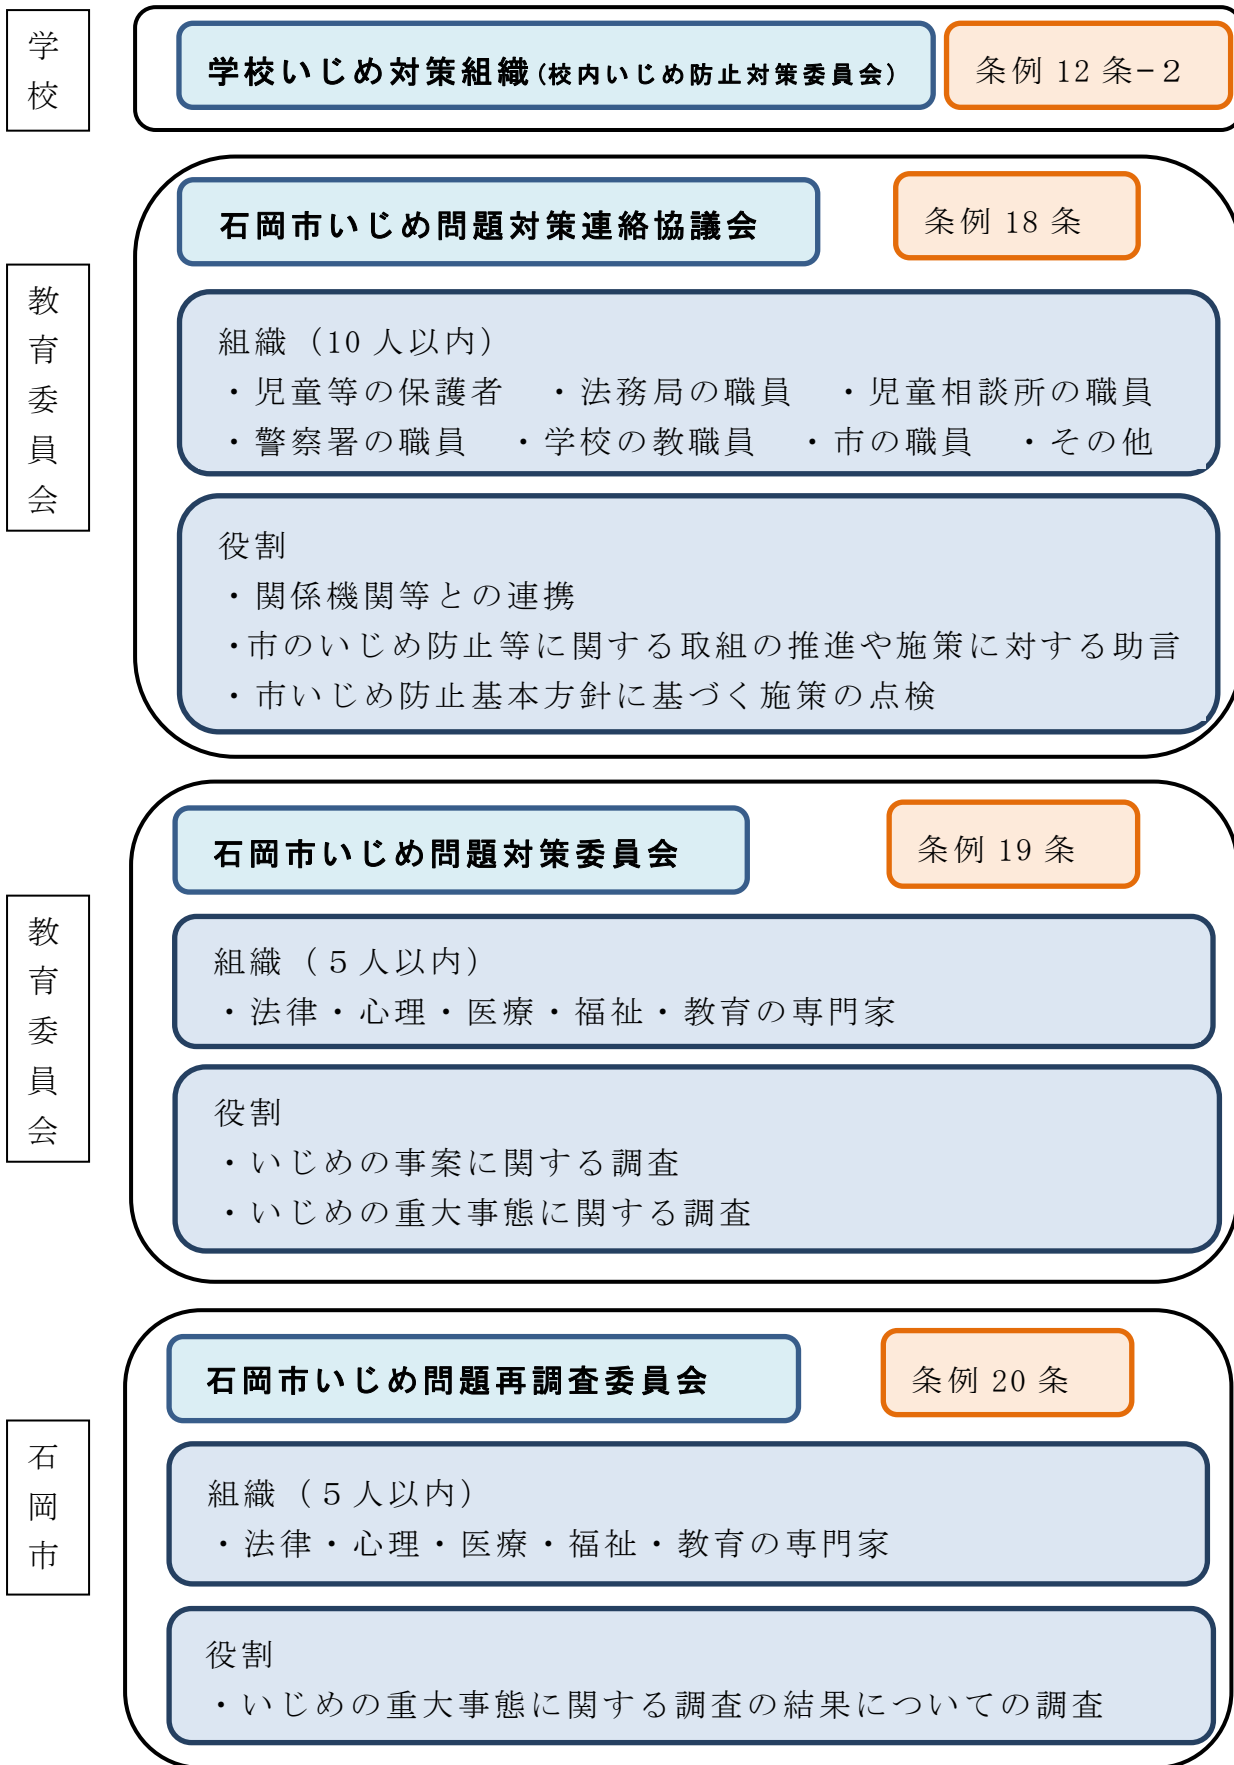 学校
学校いじめ対策組織(校内いじめ防止対策委員会)
条例 12 条−２
教育委員会
石岡市いじめ問題対策連絡協議会
条例 18 条
組織（10 人以内）
・児童等の保護者　・法務局の職員　・児童相談所の職員
・警察署の職員　・学校の教職員　・市の職員　・その他
役割
・関係機関等との連携
・市のいじめ防止等に関する取組の推進や施策に対する助言
・市いじめ防止基本方針に基づく施策の点検
教育委員会
石岡市いじめ問題対策委員会
条例 19 条
組織（５人以内）
・法律・心理・医療・福祉・教育の専門家
役割
・いじめの事案に関する調査
・いじめの重大事態に関する調査
石岡市
石岡市いじめ問題再調査委員会
条例 20 条
組織（５人以内）
・法律・心理・医療・福祉・教育の専門家
役割
・いじめの重大事態に関する調査の結果についての調査